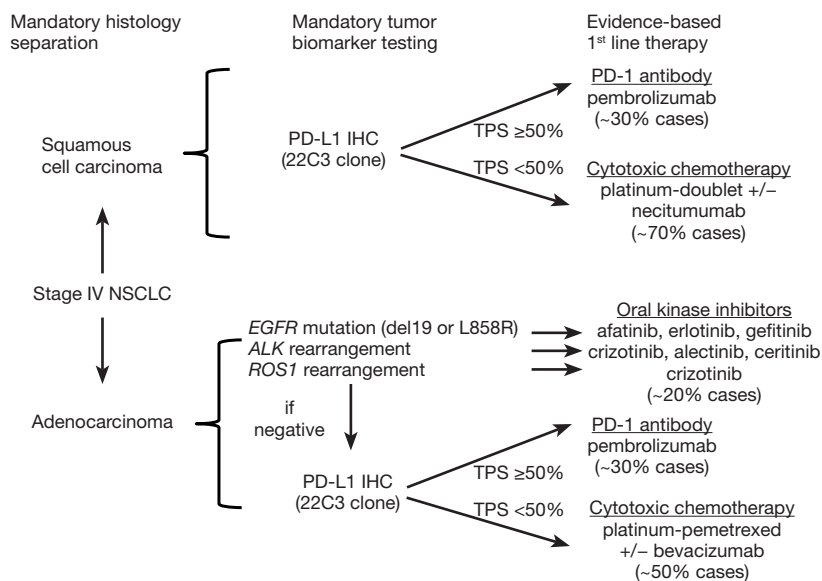 Mandatory histology
separation
Mandatory tumor
biomarker testing
Evidence-based
1st line therapy
Squamous
cell carcinoma
PD-L1 IHC
(22C3 clone)
TPS ≥50%
TPS <50%
PD-1 antibody
pembrolizumab
(~30% cases)
Cytotoxic chemotherapy
platinum-doublet +/–
necitumumab
(~70% cases)
Stage IV NSCLC
Adenocarcinoma
EGFR mutation (del19 or L858R)
ALK rearrangement
ROS1 rearrangement
Oral kinase inhibitors
afatinib, erlotinib, gefitinib
crizotinib, alectinib, ceritinib
crizotinib
(~20% cases)
if
negative
PD-L1 IHC
(22C3 clone)
TPS ≥50%
TPS <50%
PD-1 antibody
pembrolizumab
(~30% cases)
Cytotoxic chemotherapy
platinum-pemetrexed
+/– bevacizumab
(~50% cases)